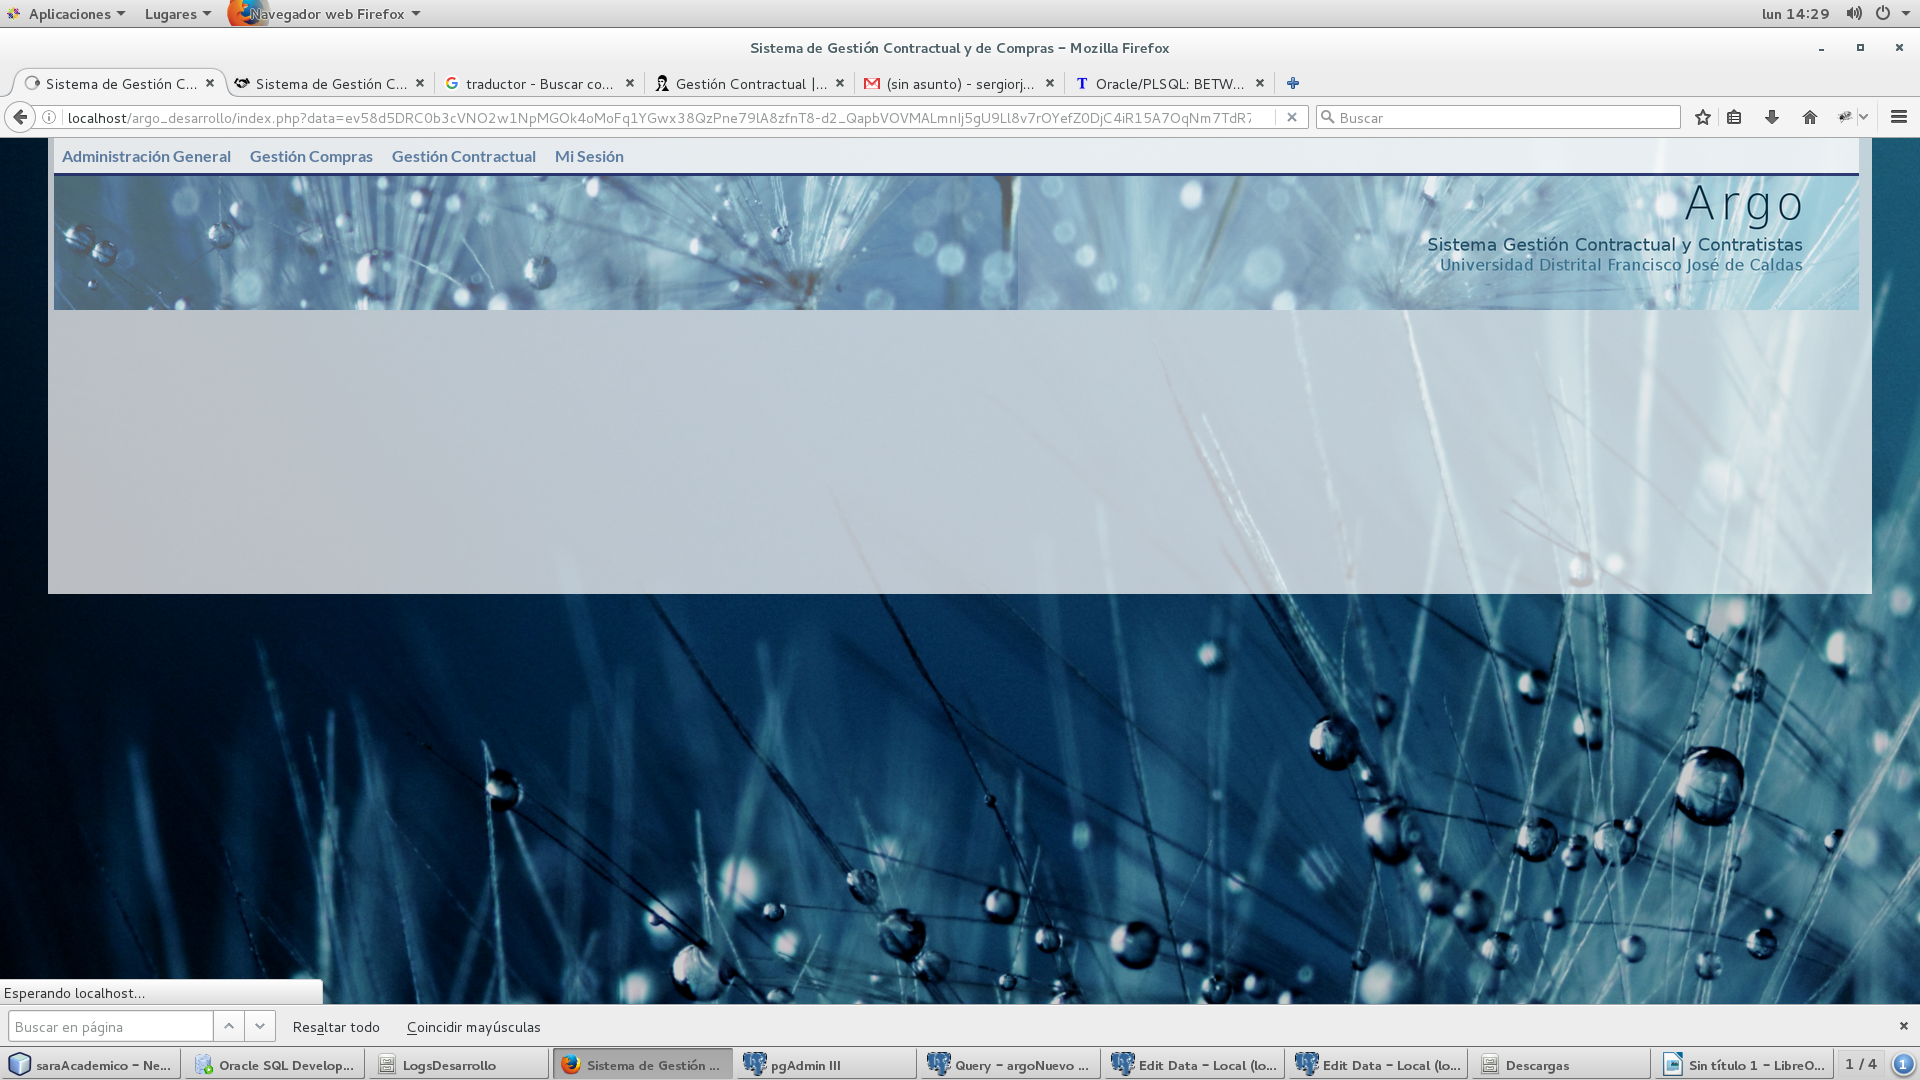 Aplicaciones Lugares Navegador web Firefox lun 14:29
Sistema de Gestión Contractual y de Compras – Mozilla Firefox
Sistema de Gestión C... Sistema de Gestión C... traductor - Buscar co... Gestión Contractual |... (sin asunto) - sergiorj... T Oracle/PLSQL: BETW...
localhost/argo_desarrollo/index.php?data=ev58d5DRC0b3cVNO2w1NpMGOk4oMoFq1YGwx38QzPne79lA8zfnT8-d2_QapbVOVMALmnIj5gU9Ll8v7rOYefZ0DjC4iR15A7OqNm7TdR7 Buscar
Administración General Gestión Compras Gestión Contractual Mi Sesión
Argo
Sistema Gestión Contractual y Contratistas
Universidad Distrital Francisco José de Caldas
Esperando localhost...
Buscar en página Resaltar todo Coincidir mayúsculas
saraAcademico – Ne... Oracle SQL Develop... LogsDesarrollo Sistema de Gestión ... pgAdmin III Query – argoNuevo ... Edit Data – Local (lo... Edit Data – Local (lo... Descargas Sin título 1 – LibreO... 1 / 4 1